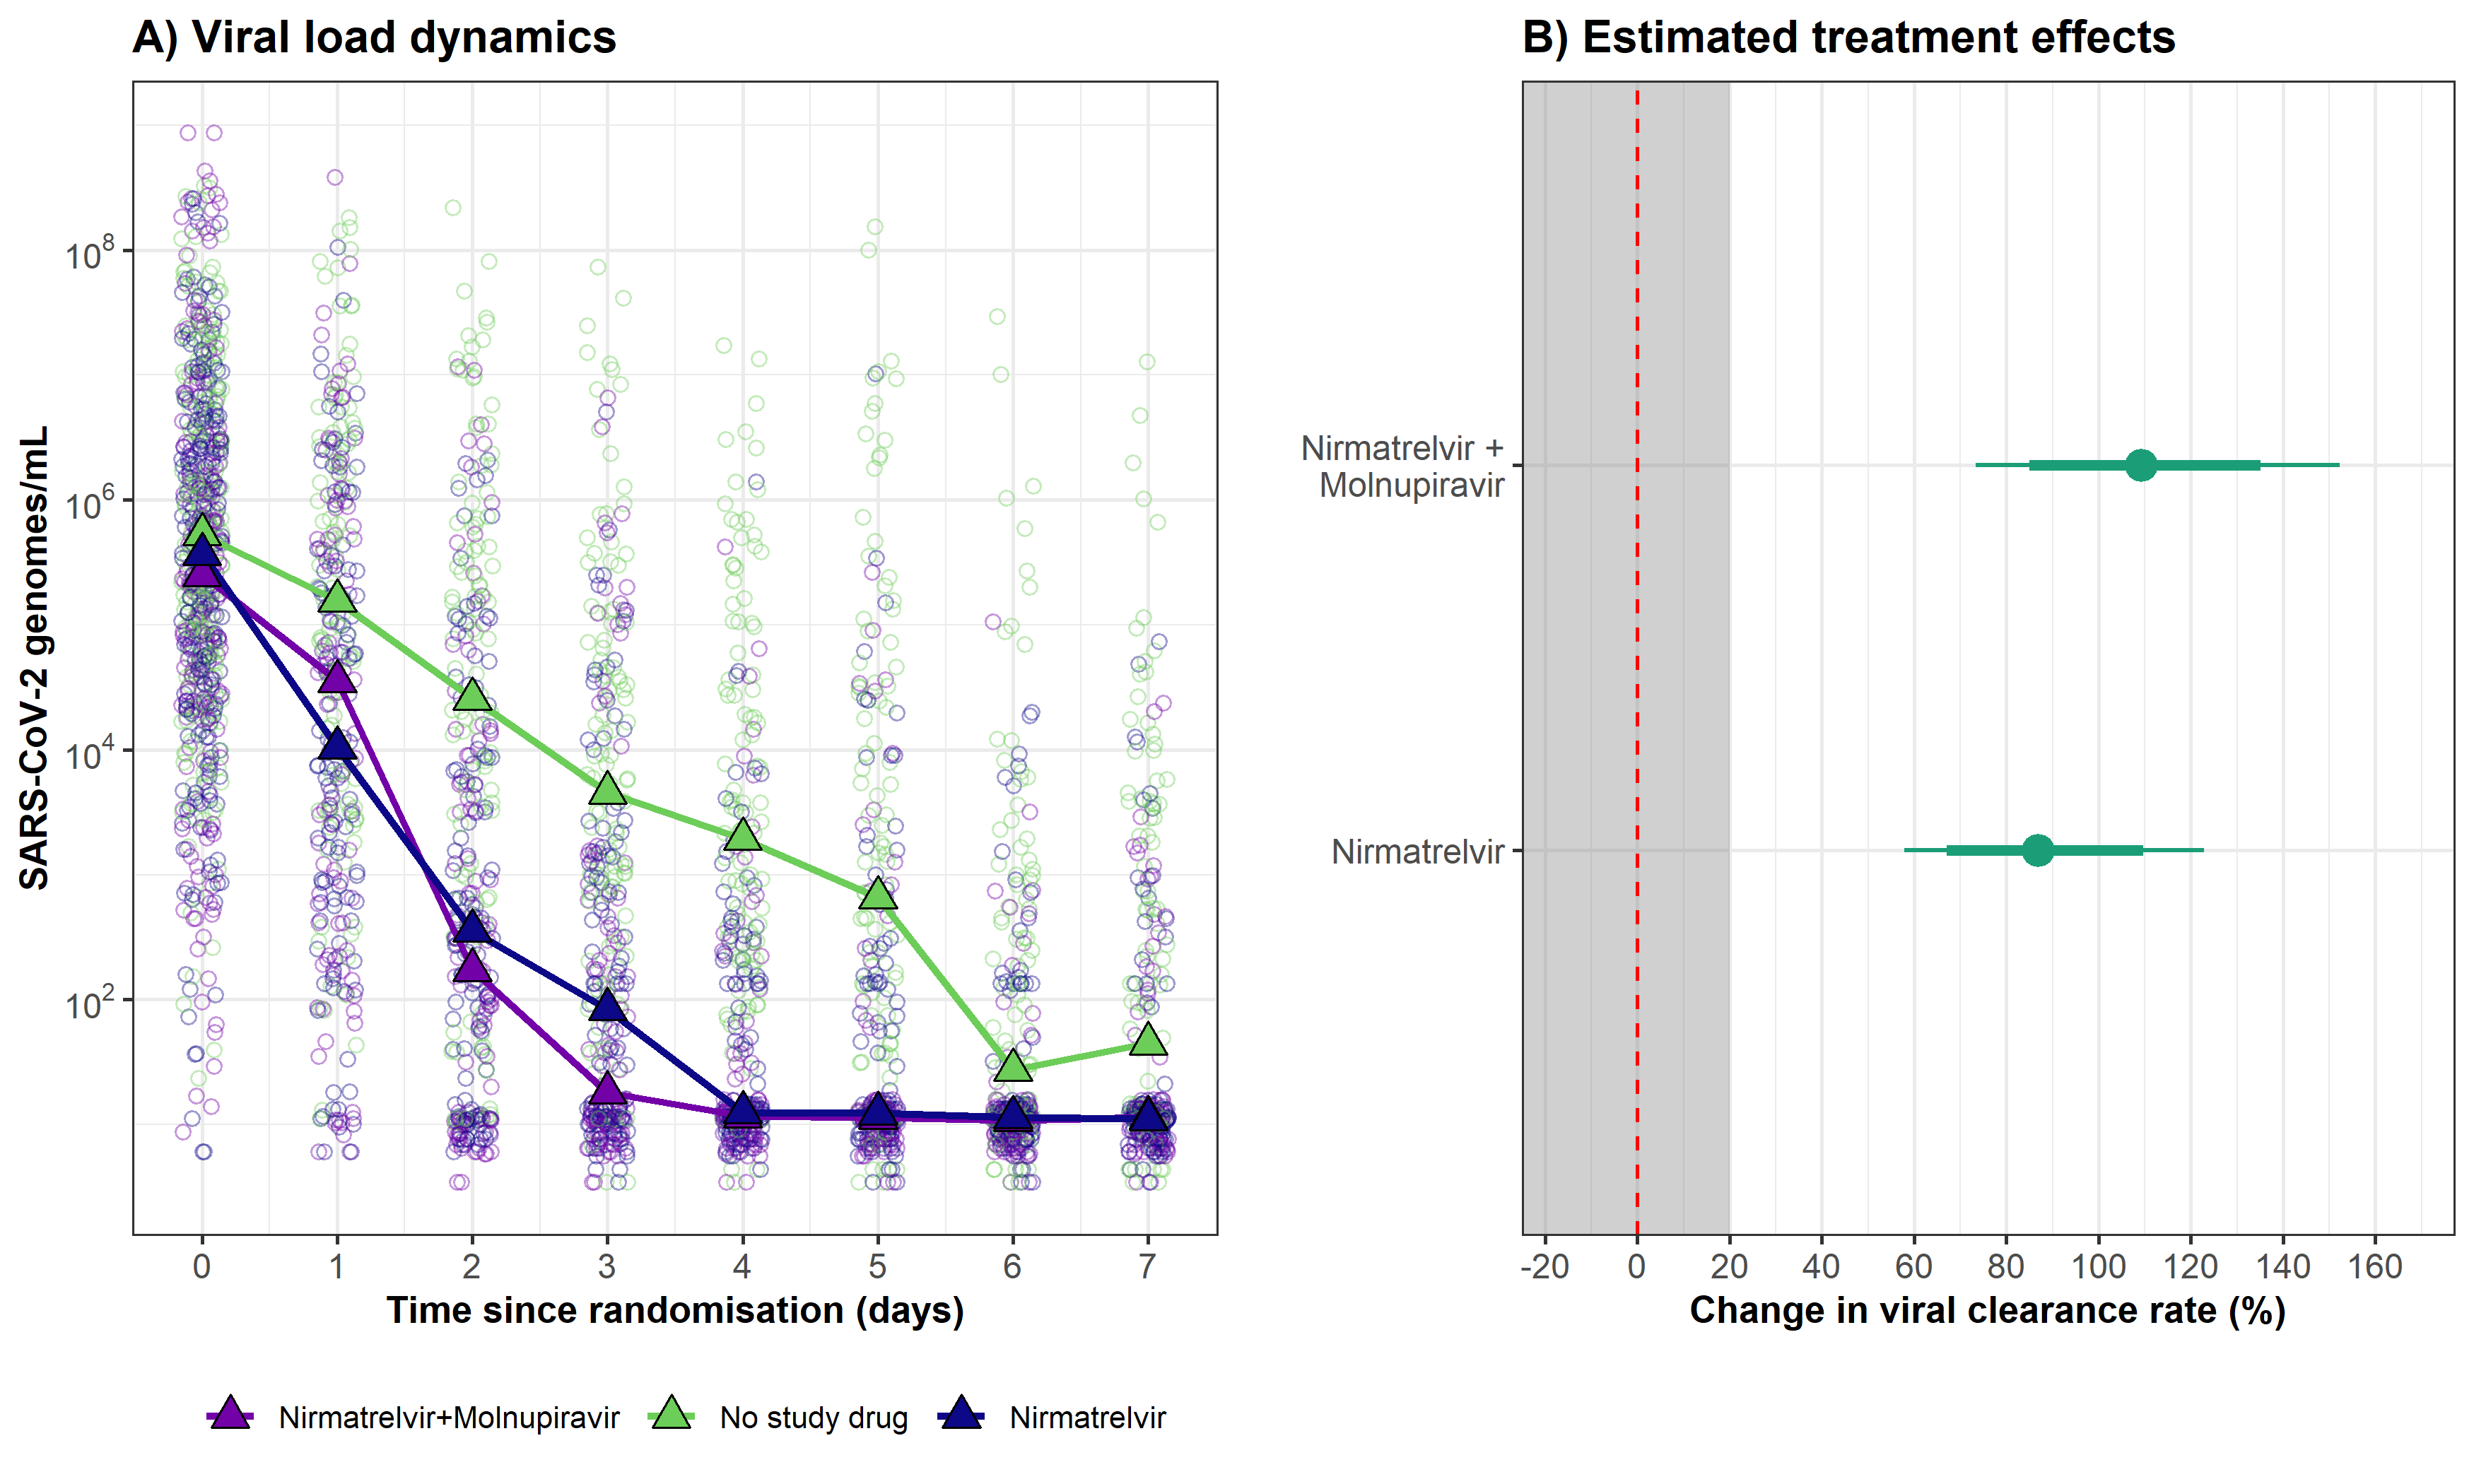 A) Viral load dynamics
SARS-CoV-2 genomes/mL
10^8
10^6
10^4
10^2
0 1 2 3 4 5 6 7
Time since randomisation (days)
Nirmatrelvir+Molnupiravir No study drug Nirmatrelvir
B) Estimated treatment effects
Nirmatrelvir +
Molnupiravir
Nirmatrelvir
-20 0 20 40 60 80 100 120 140 160
Change in viral clearance rate (%)